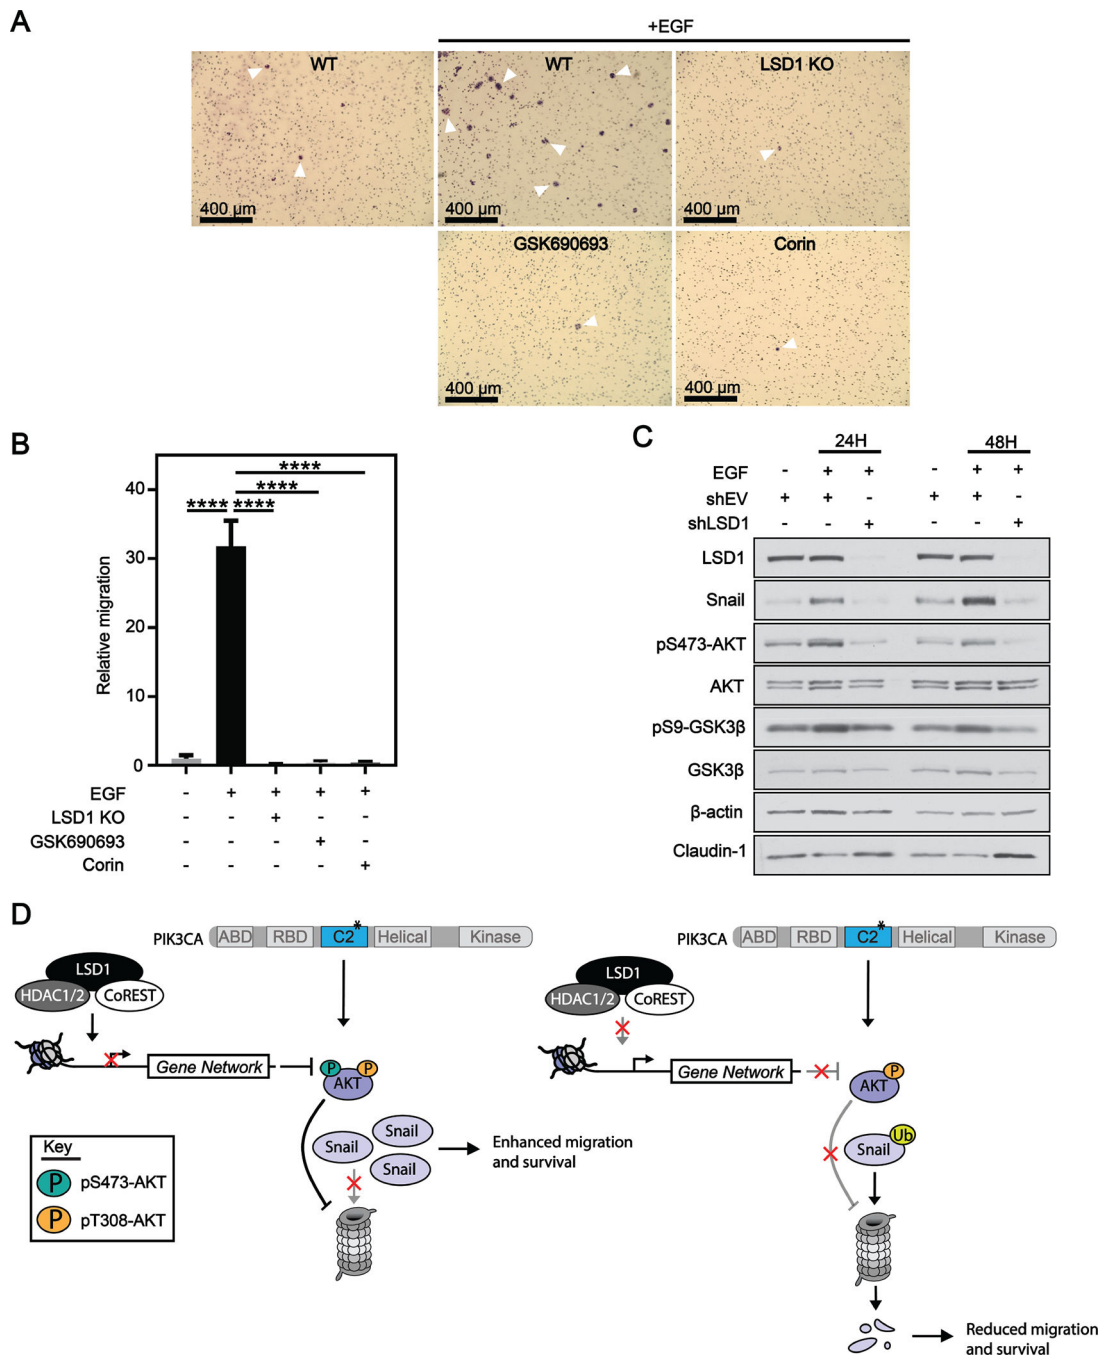 A
+EGF
WT
WT
LSD1 KO
400 µm
400 µm
400 µm
GSK690693
Corin
400 µm
400 µm
B
**** 
****
**** ****
Relative migration
40
30
20
10
0
EGF - + + + +
LSD1 KO - - + - -
GSK690693 - - - + -
Corin - - - - +
C
24H 48H
EGF - + + - + +
shEV + + - + + -
shLSD1 - - + - - +
LSD1
Snail
pS473-AKT
AKT
pS9-GSK3β
GSK3β
β-actin
Claudin-1
D
PIK3CA ABD RBD C2* Helical Kinase
LSD1
HDAC1/2 CoREST
Gene Network
P P
AKT
Snail
Snail
Snail
Enhanced migration
and survival
Key
P pS473-AKT
P pT308-AKT
PIK3CA ABD RBD C2* Helical Kinase
LSD1
HDAC1/2 CoREST
Gene Network
P
AKT
Ub
Snail
Reduced migration
and survival